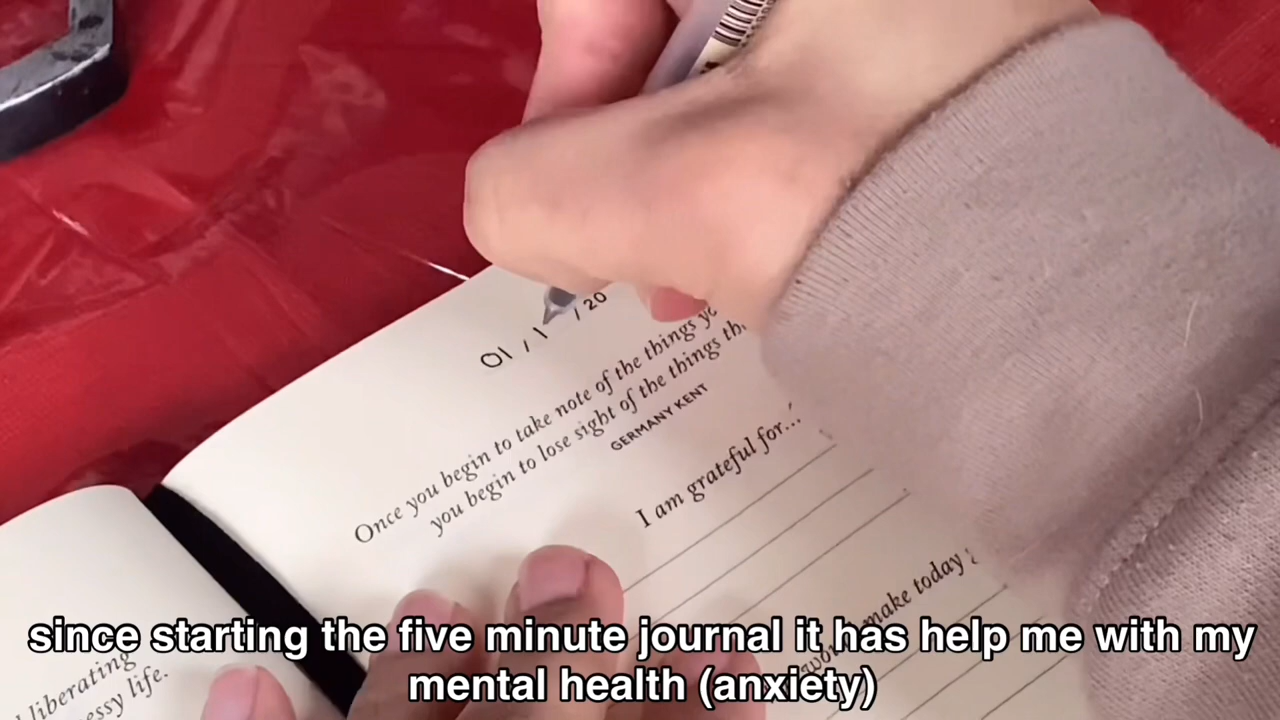 01 / 1 / 20
Once you begin to take note of the things
you begin to lose sight of the things
GERMANY KENT
I am grateful for...
make today
liberating
life.
since starting the five minute journal it has help me with my
mental health (anxiety)